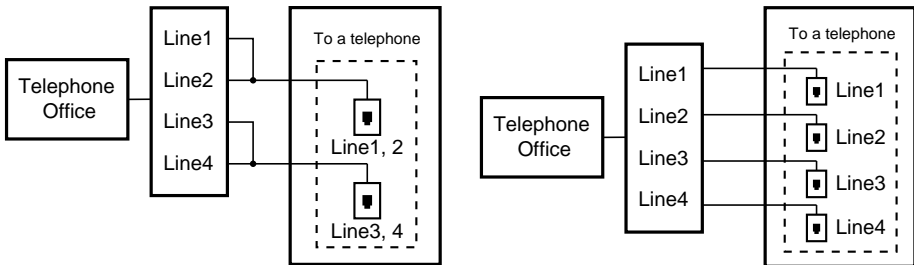 Telephone
Office
Line1
Line2
Line3
Line4
To a telephone
Line1, 2
Line3, 4
Telephone
Office
Line1
Line2
Line3
Line4
To a telephone
Line1
Line2
Line3
Line4